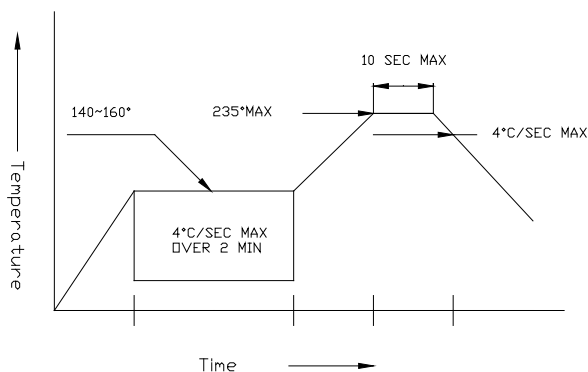 10 SEC MAX
140~160°
235°MAX
4°C/SEC MAX
4°C/SEC MAX
OVER 2 MIN
Temperature
Time